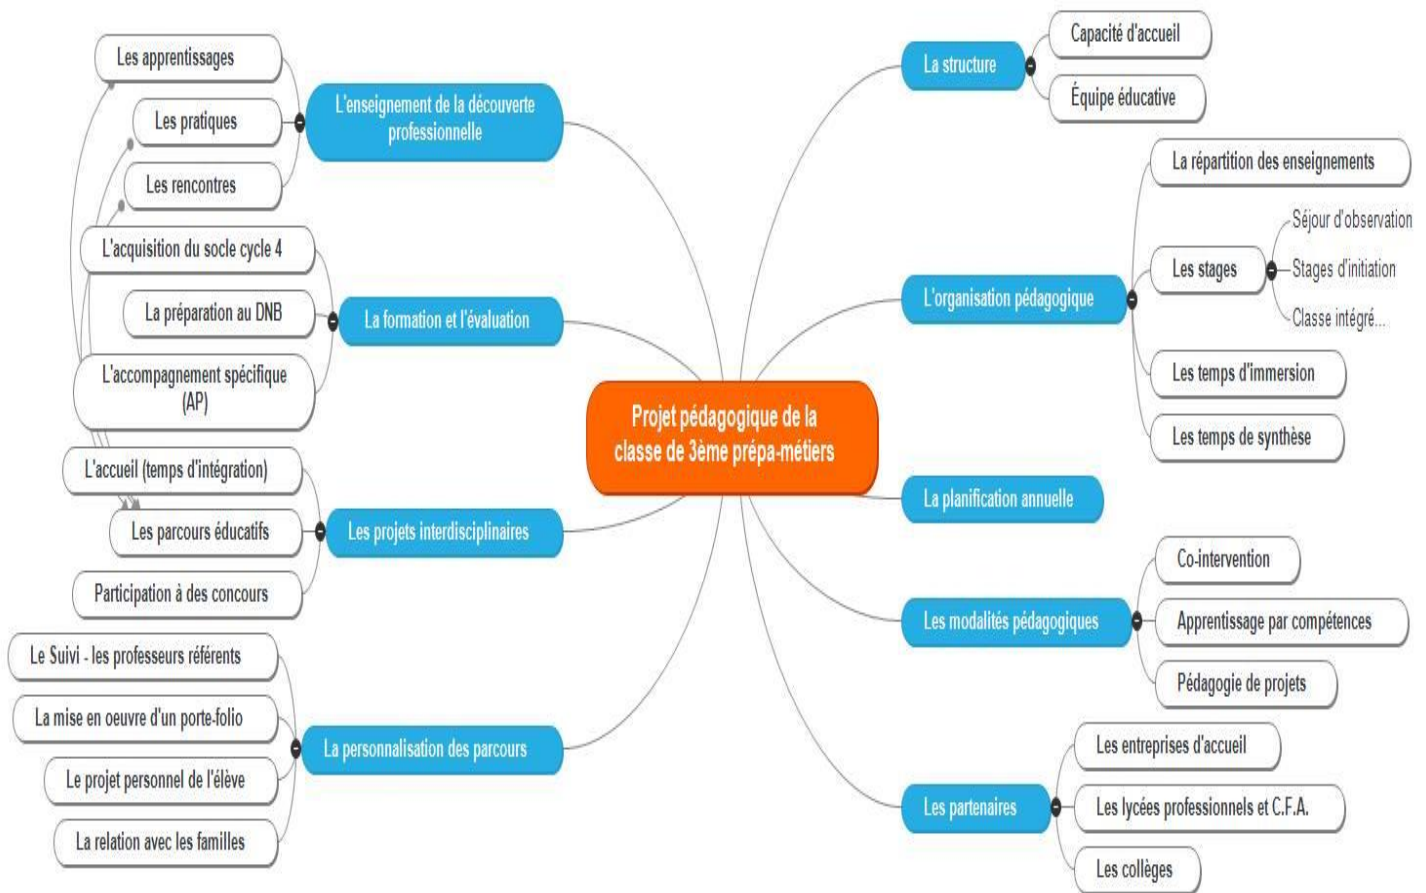 Projet pédagogique de la
classe de 3ème prépa-métiers
L'enseignement de la découverte
professionnelle
Les apprentissages
Les pratiques
Les rencontres
La formation et l'évaluation
L'acquisition du socle cycle 4
La préparation au DNB
L'accompagnement spécifique
(AP)
Les projets interdisciplinaires
L'accueil (temps d'intégration)
Les parcours éducatifs
Participation à des concours
La personnalisation des parcours
Le Suivi - les professeurs référents
La mise en oeuvre d'un porte-folio
Le projet personnel de l'élève
La relation avec les familles
La structure
Capacité d'accueil
Équipe éducative
L'organisation pédagogique
La répartition des enseignements
Les stages
Séjour d'observation
Stages d'initiation
Classe intégré...
Les temps d'immersion
Les temps de synthèse
La planification annuelle
Les modalités pédagogiques
Co-intervention
Apprentissage par compétences
Pédagogie de projets
Les partenaires
Les entreprises d'accueil
Les lycées professionnels et C.F.A.
Les collèges